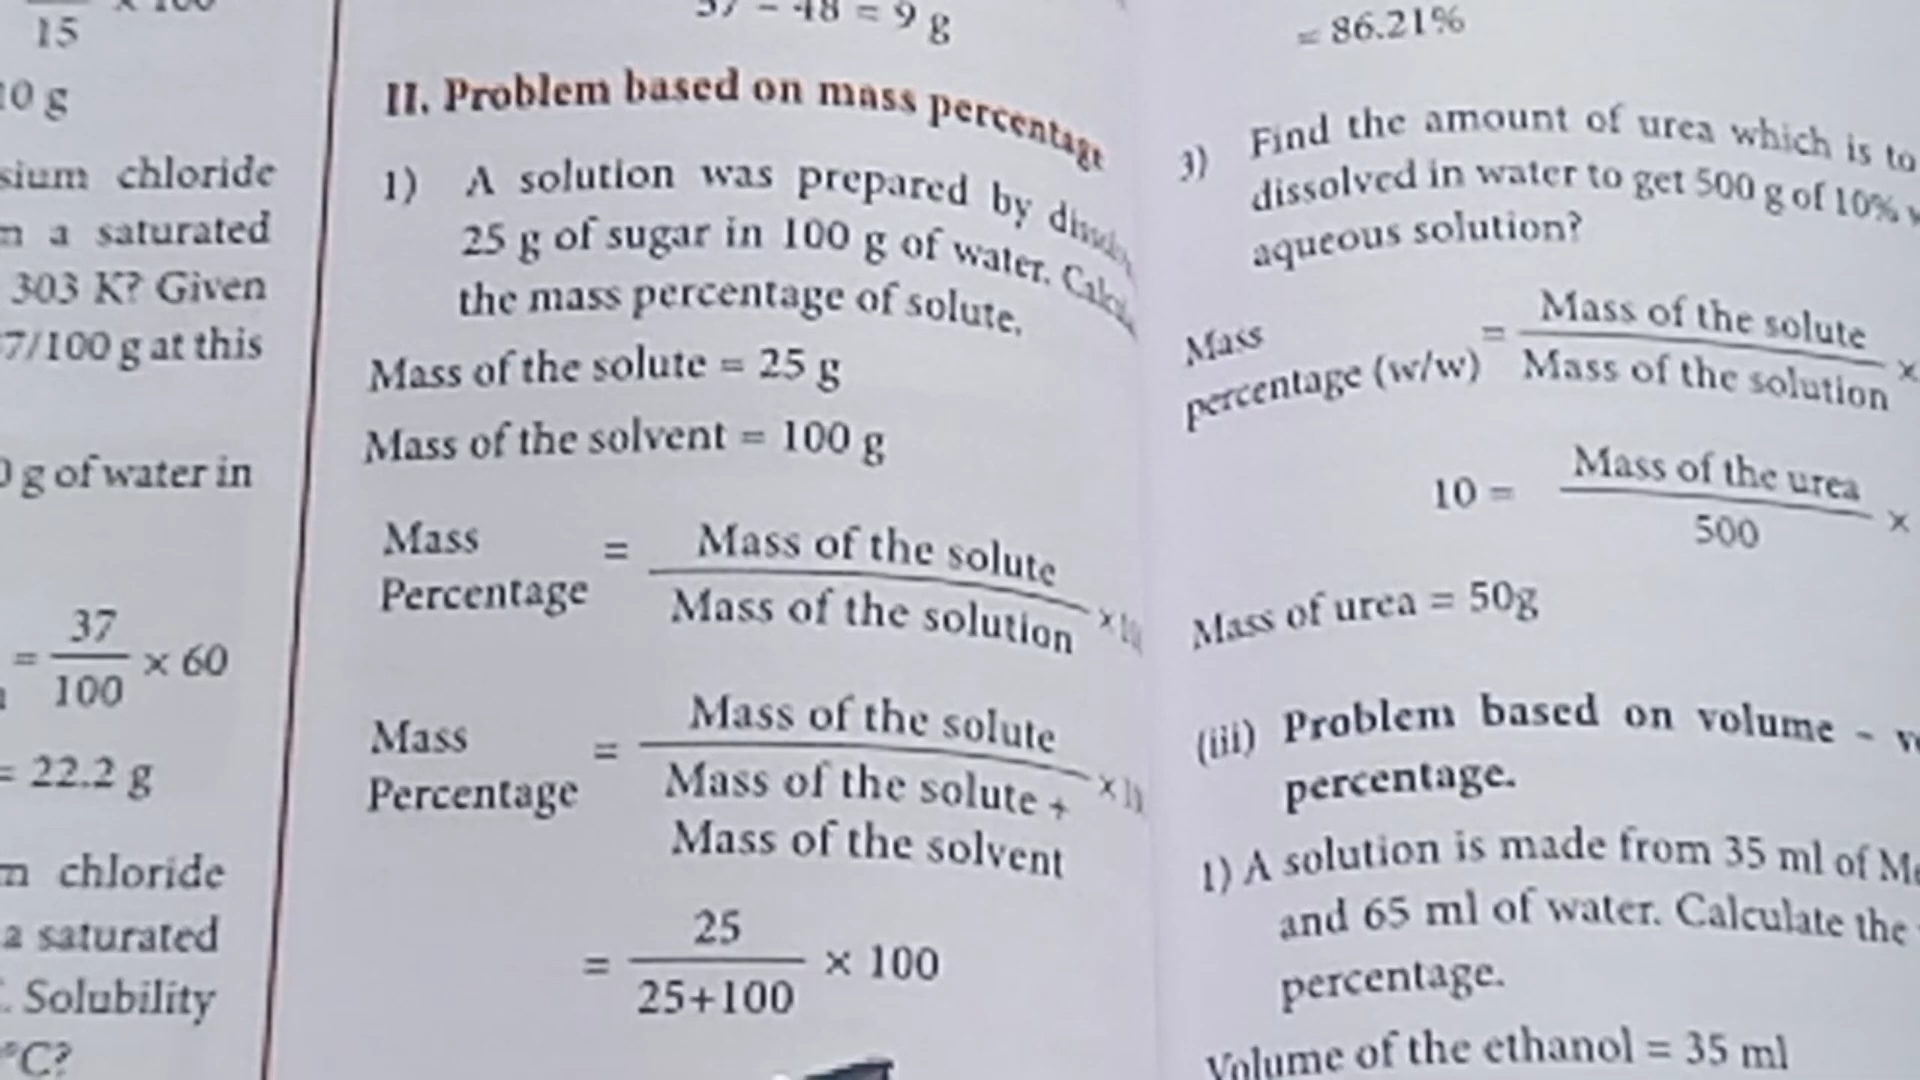 15
10 g
sium chloride
a saturated
303 K? Given
7/100 g at this
g of water in
= 37/100 × 60
= 22.2 g
chloride
a saturated
. Solubility
°C?
= 9 g
II. Problem based on mass percentage
1) A solution was prepared by
25 g of sugar in 100 g of water.
the mass percentage of solute.
Mass of the solute = 25 g
Mass of the solvent = 100 g
Mass Percentage = Mass of the solute
Mass of the solution ×
Mass Percentage = Mass of the solute
Mass of the solute +
Mass of the solvent ×
= 25
25+100 × 100
= 86.21%
3) Find the amount of urea which is to
dissolved in water to get 500 g of 10%
aqueous solution?
Mass percentage (w/w) = Mass of the solute
Mass of the solution ×
10 = Mass of the urea
500 ×
Mass of urea = 50g
(iii) Problem based on volume -
percentage.
1) A solution is made from 35 ml of
and 65 ml of water. Calculate the
percentage.
Volume of the ethanol = 35 ml